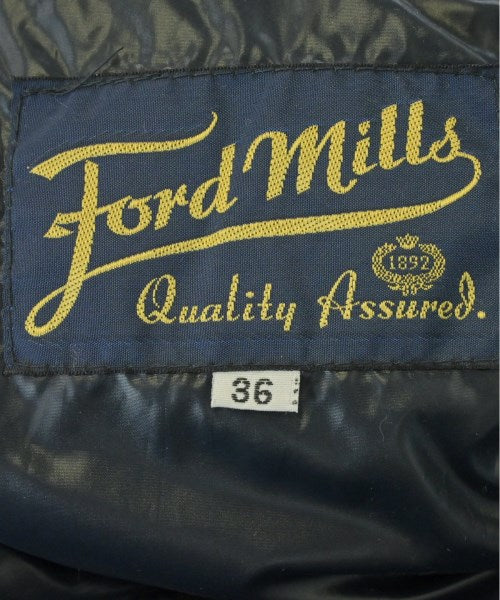 Ford Mills
1892
Quality Assured.
36